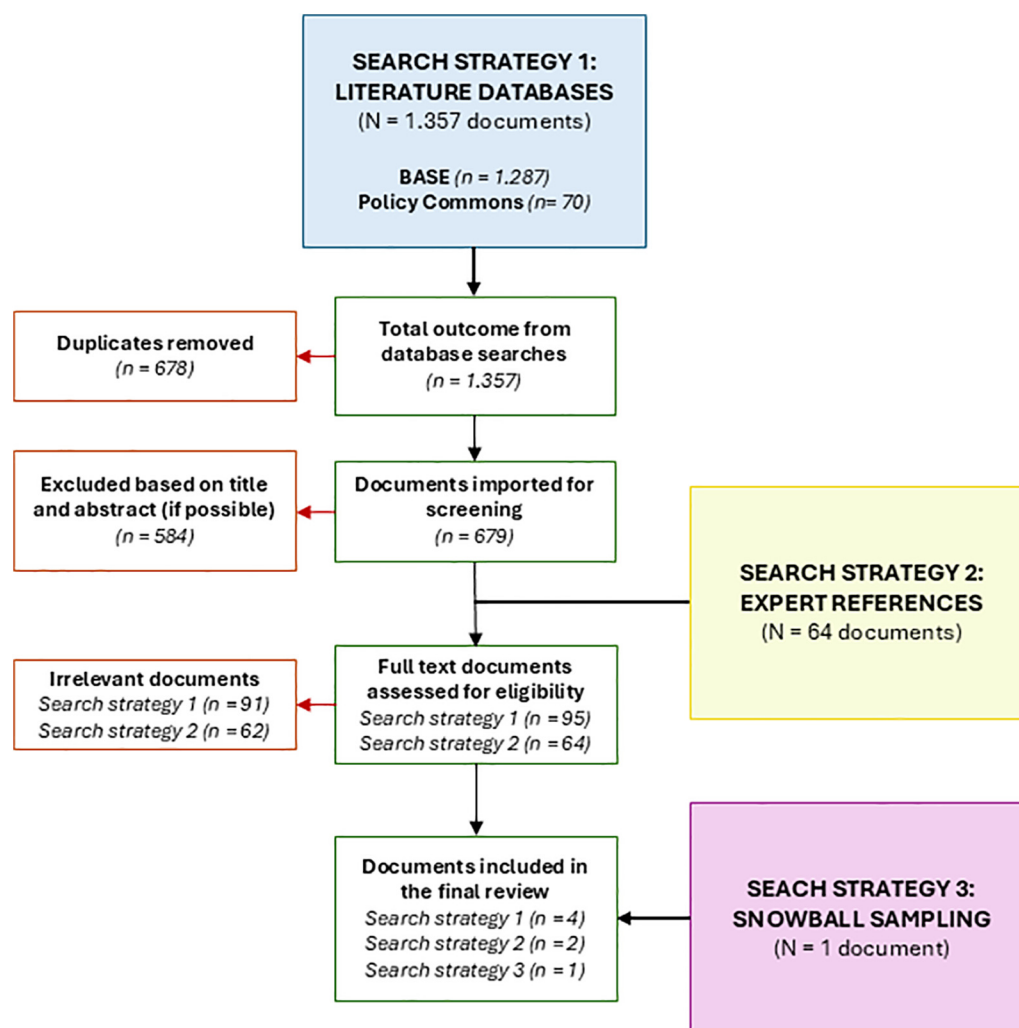 SEARCH STRATEGY 1:
LITERATURE DATABASES
(N = 1.357 documents)
BASE (n = 1.287)
Policy Commons (n= 70)
Duplicates removed
(n = 678)
Total outcome from
database searches
(n = 1.357)
Excluded based on title
and abstract (if possible)
(n = 584)
Documents imported for
screening
(n = 679)
SEARCH STRATEGY 2:
EXPERT REFERENCES
(N = 64 documents)
Irrelevant documents
Search strategy 1 (n = 91)
Search strategy 2 (n = 62)
Full text documents
assessed for eligibility
Search strategy 1 (n = 95)
Search strategy 2 (n = 64)
Documents included in
the final review
Search strategy 1 (n = 4)
Search strategy 2 (n = 2)
Search strategy 3 (n = 1)
SEACH STRATEGY 3:
SNOWBALL SAMPLING
(N = 1 document)